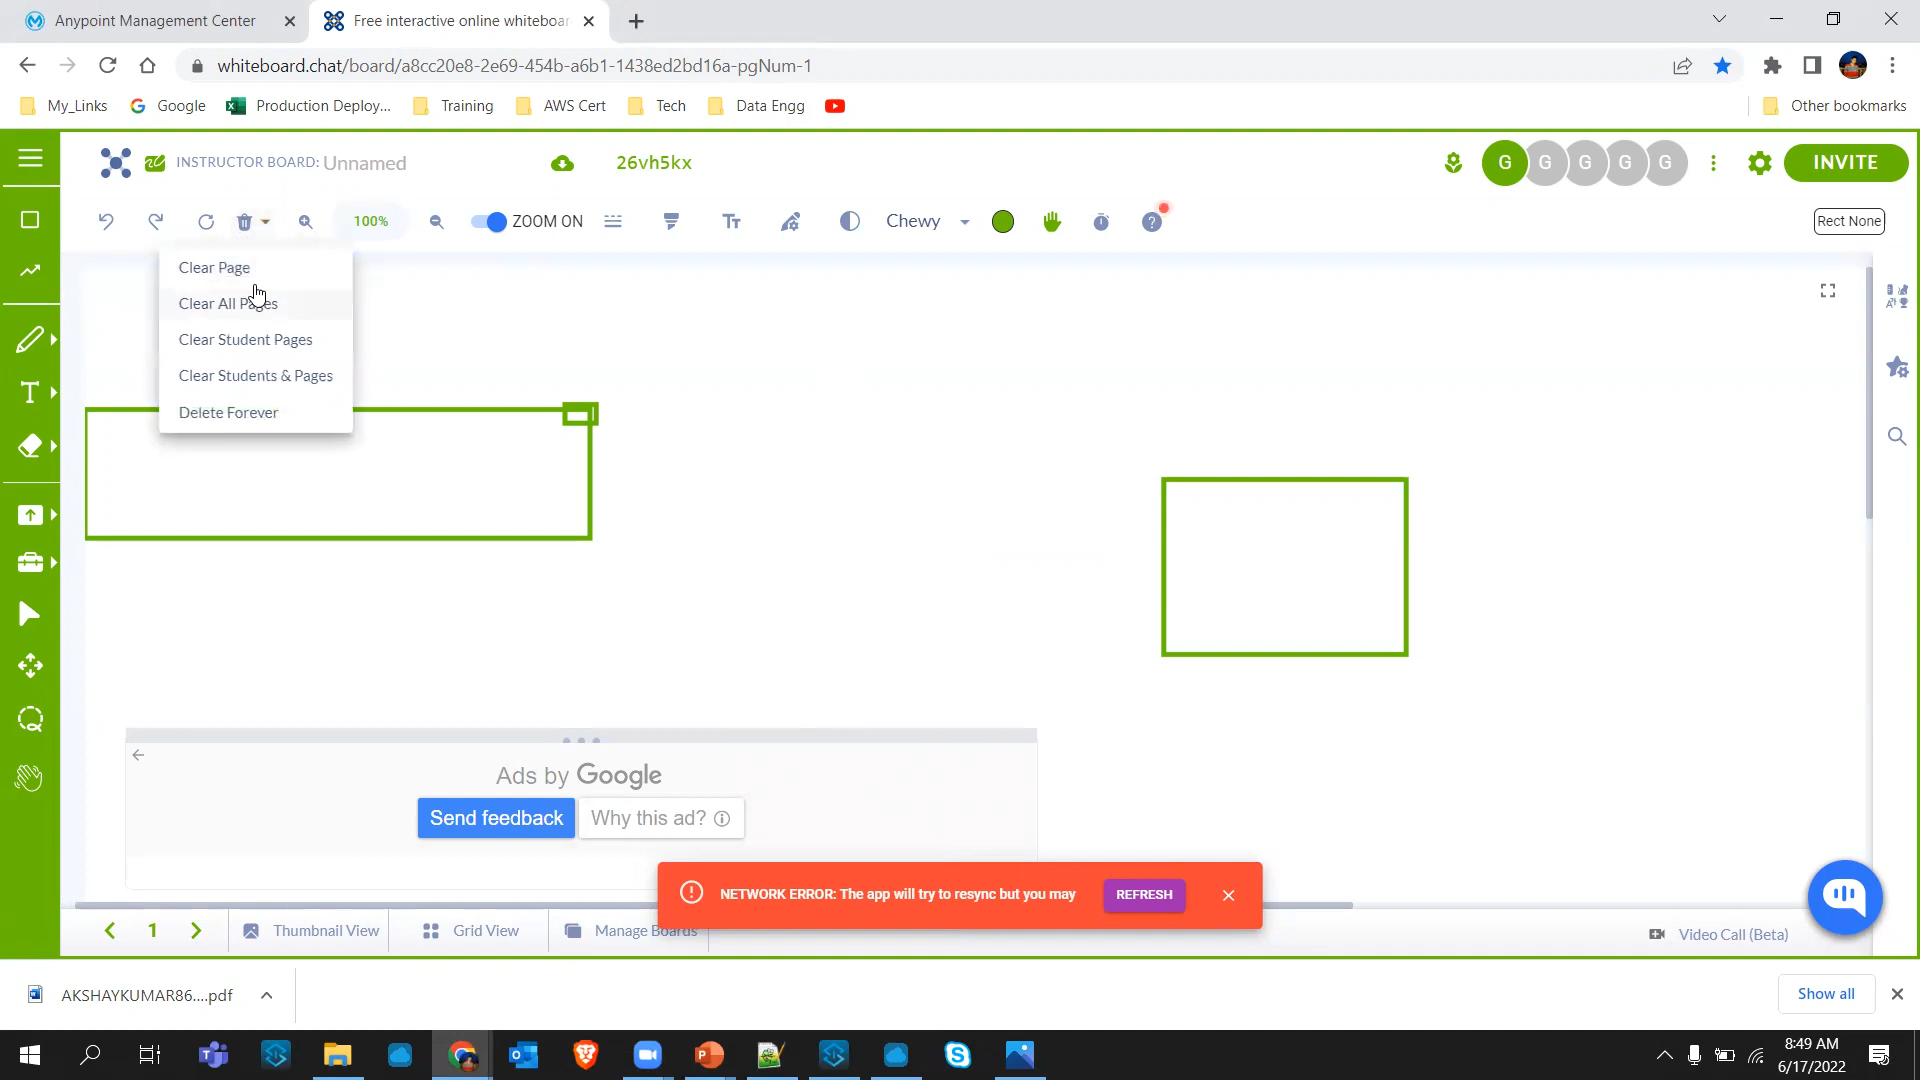 Anypoint Management Center
Free interactive online whiteboar
whiteboard.chat/board/a8cc20e8-2e69-454b-a6b1-1438ed2bd16a-pgNum-1
My_Links
Google
Production Deploy...
Training
AWS Cert
Tech
Data Engg
Other bookmarks
INSTRUCTOR BOARD: Unnamed
26vh5kx
G G G G G
INVITE
100%
ZOOM ON
Chewy
Rect None
Clear Page
Clear All Pages
Clear Student Pages
Clear Students & Pages
Delete Forever
Ads by Google
Send feedback
Why this ad?
NETWORK ERROR: The app will try to resync but you may
REFRESH
1
Thumbnail View
Grid View
Manage Boards
Video Call (Beta)
AKSHAYKUMAR86....pdf
Show all
8:49 AM
6/17/2022